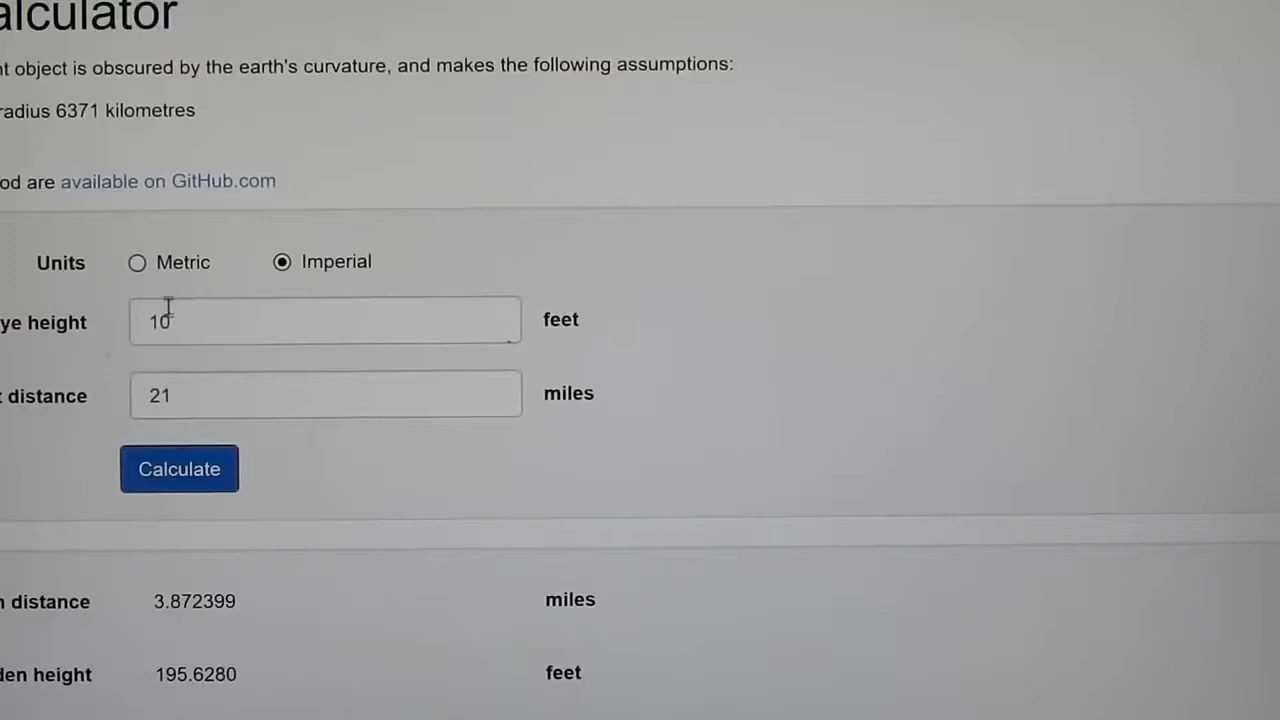 alculator
nt object is obscured by the earth's curvature, and makes the following assumptions:
radius 6371 kilometres
od are available on GitHub.com
Units Metric Imperial
ye height 10 feet
t distance 21 miles
Calculate
n distance 3.872399 miles
den height 195.6280 feet